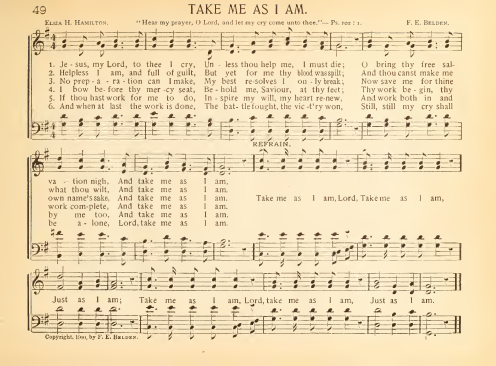 49
TAKE ME AS I AM.
ELIZA H. HAMILTON. "Hear my prayer, O Lord, and let my cry come unto thee."—Ps. 102 : 1. F. E. BELDEN.
1. Je - sus, my Lord, to thee I cry, Un - less thou help me, I must die; O bring thy free sal-
2. Helpless I am, and full of guilt, But yet for me thy blood was spilt, And thou canst make me
3. No prep - a - ra - tion can I make, My best re-solves I on - ly break; Now save me for thine
4. I bow be-fore thy mer-cy seat, Be - hold me, Saviour, at thy feet; Thy work be - gin, thy
5. If thou hast work for me to do, In - spire my will, my heart re-new, And work both in and
6. And when at last the work is done, The bat-tle fought, the vic-t'ry won, Still, still my cry shall
REFRAIN.
va - tion nigh, And take me as I am.
what thou wilt, And take me as I am.
own name's sake, And take me as I am. Take me as I am, Lord, Take me as I am,
work com-plete, And take me as I am.
by me too, And take me as I am.
be a - lone, Lord, take me as I am.
Just as I am; Take me as I am, Lord, take me as I am, Just as I am.
Copyright, by F. E. BELDEN.